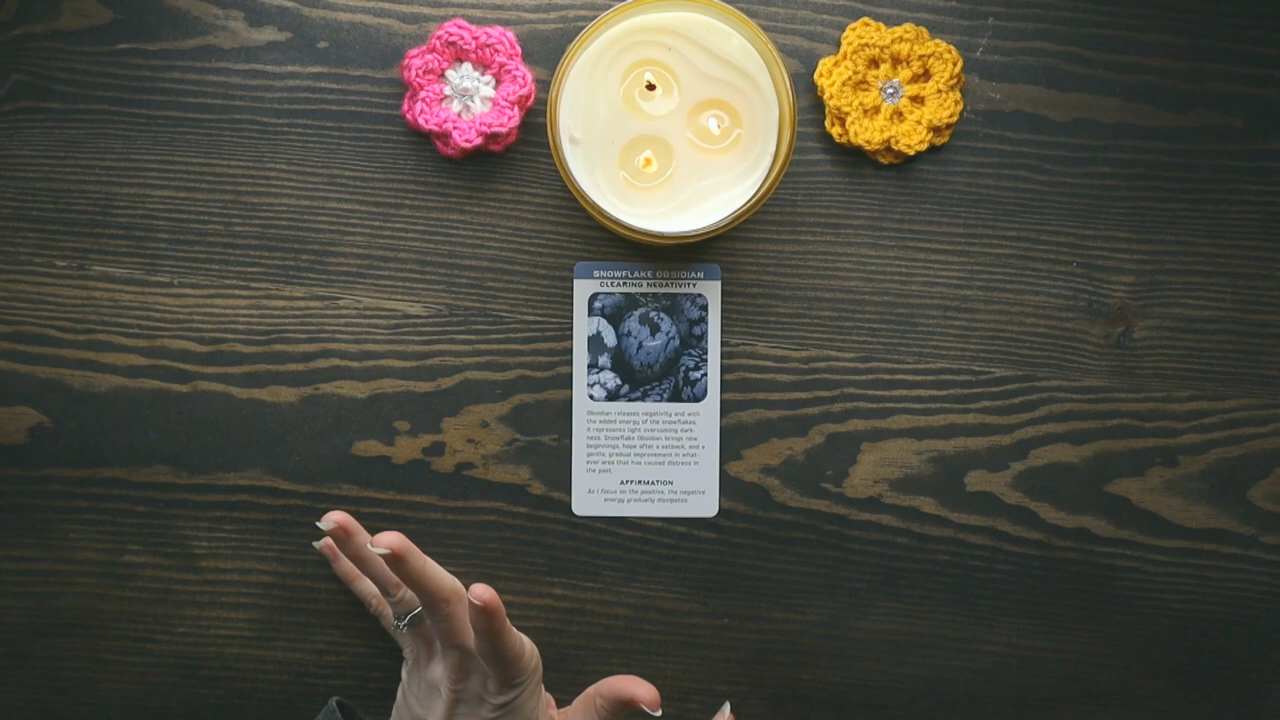 SNOWFLAKE OBSIDIAN
CLEARING NEGATIVITY
Obsidian releases negativity and with
the added energy of the snowflakes,
it represents light overcoming dark-
ness. Snowflake Obsidian brings new
beginnings, hope after a setback, and a
gentle, gradual improvement in what-
ever area that has caused distress in
the past.
AFFIRMATION
As I focus on the positive, the negative
energy gradually dissipates.